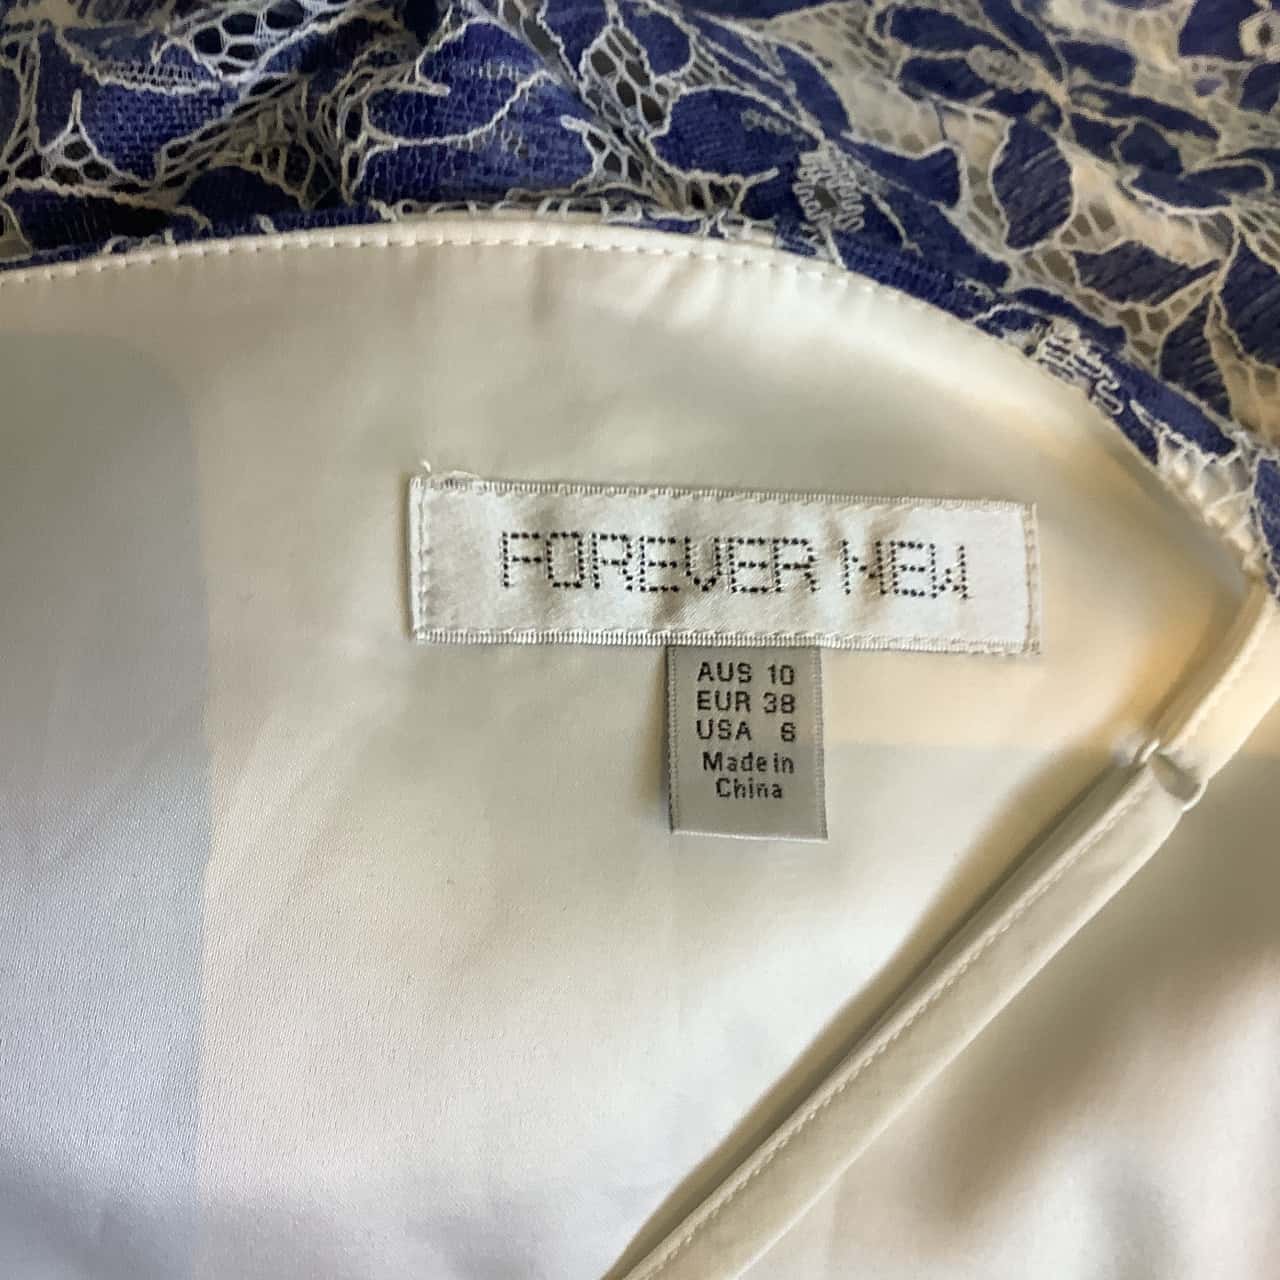 FOREVER NEW
AUS 10
EUR 38
USA 6
Made in
China